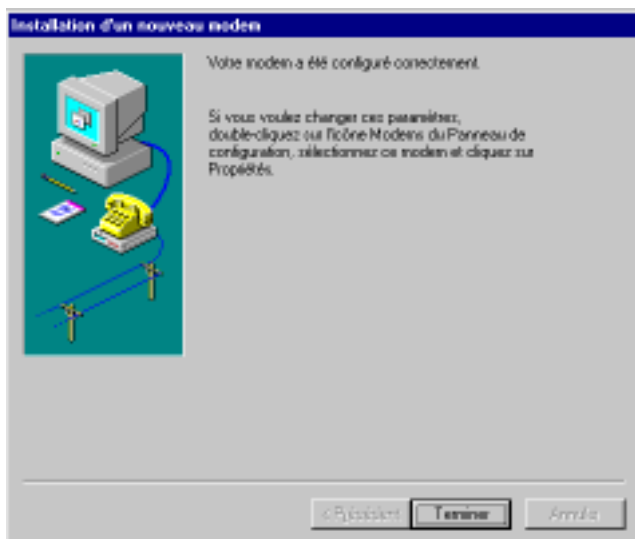 Installation d'un nouveau modem
Votre modem a été configuré correctement.
Si vous voulez changer ces paramètres,
double-cliquez sur l'icône Modems du Panneau de
configuration, sélectionnez ce modem et cliquez sur
Propriétés.
< Précédent
Terminer
Annuler